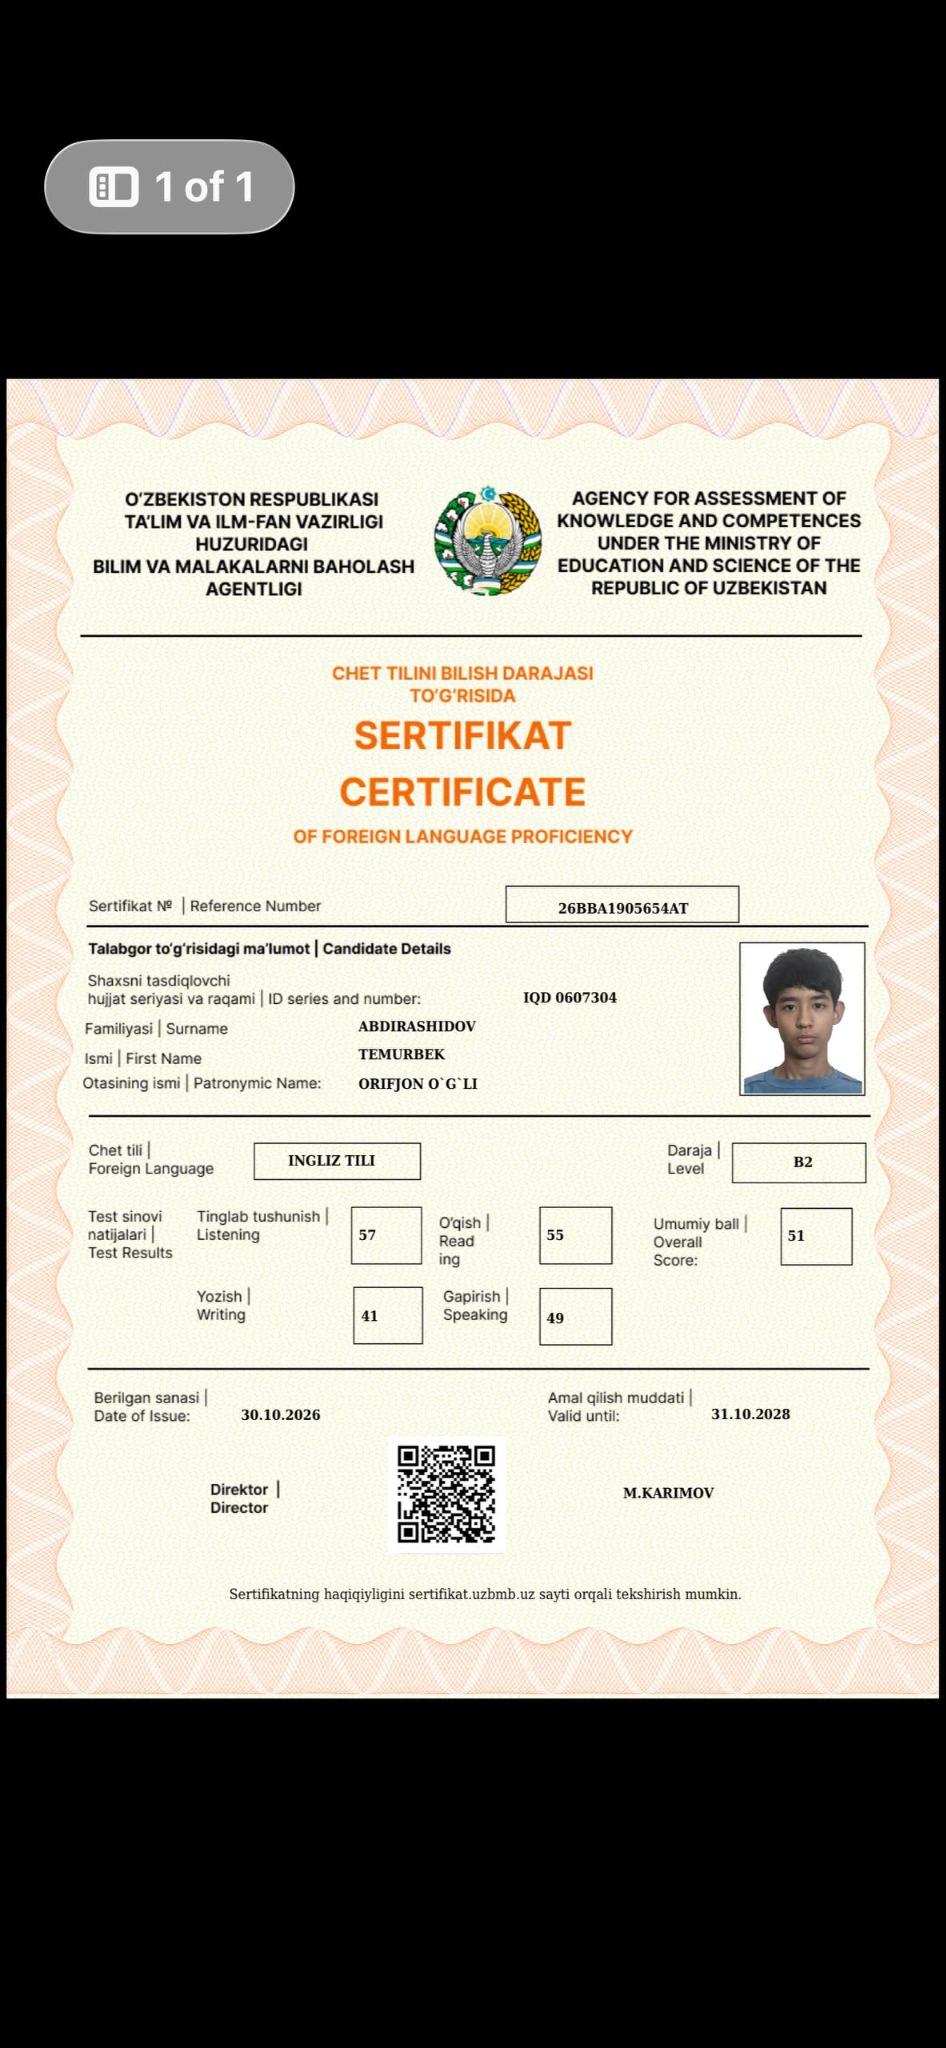 1 of 1
O'ZBEKISTON RESPUBLIKASI
TA'LIM VA ILM-FAN VAZIRLIGI
HUZURIDAGI
BILIM VA MALAKALARNI BAHOLASH
AGENTLIGI
AGENCY FOR ASSESSMENT OF
KNOWLEDGE AND COMPETENCES
UNDER THE MINISTRY OF
EDUCATION AND SCIENCE OF THE
REPUBLIC OF UZBEKISTAN
CHET TILINI BILISH DARAJASI
TO'G'RISIDA
SERTIFIKAT
CERTIFICATE
OF FOREIGN LANGUAGE PROFICIENCY
Sertifikat № | Reference Number 26BBA1905654AT
Talabgor to'g'risidagi ma'lumot | Candidate Details
Shaxsni tasdiqlovchi
hujjat seriyasi va raqami | ID series and number: IQD 0607304
Familiyasi | Surname ABDIRASHIDOV
Ismi | First Name TEMURBEK
Otasining ismi | Patronymic Name: ORIFJON O`G`LI
Chet tili |
Foreign Language
INGLIZ TILI
Daraja |
Level
B2
Test sinovi
natijalari |
Test Results
Tinglab tushunish |
Listening
57
O'qish |
Read
ing
55
Umumiy ball |
Overall
Score:
51
Yozish |
Writing
41
Gapirish |
Speaking
49
Berilgan sanasi |
Date of Issue: 30.10.2026
Amal qilish muddati |
Valid until: 31.10.2028
Direktor |
Director
M.KARIMOV
Sertifikatning haqiqiyligini sertifikat.uzbmb.uz sayti orqali tekshirish mumkin.